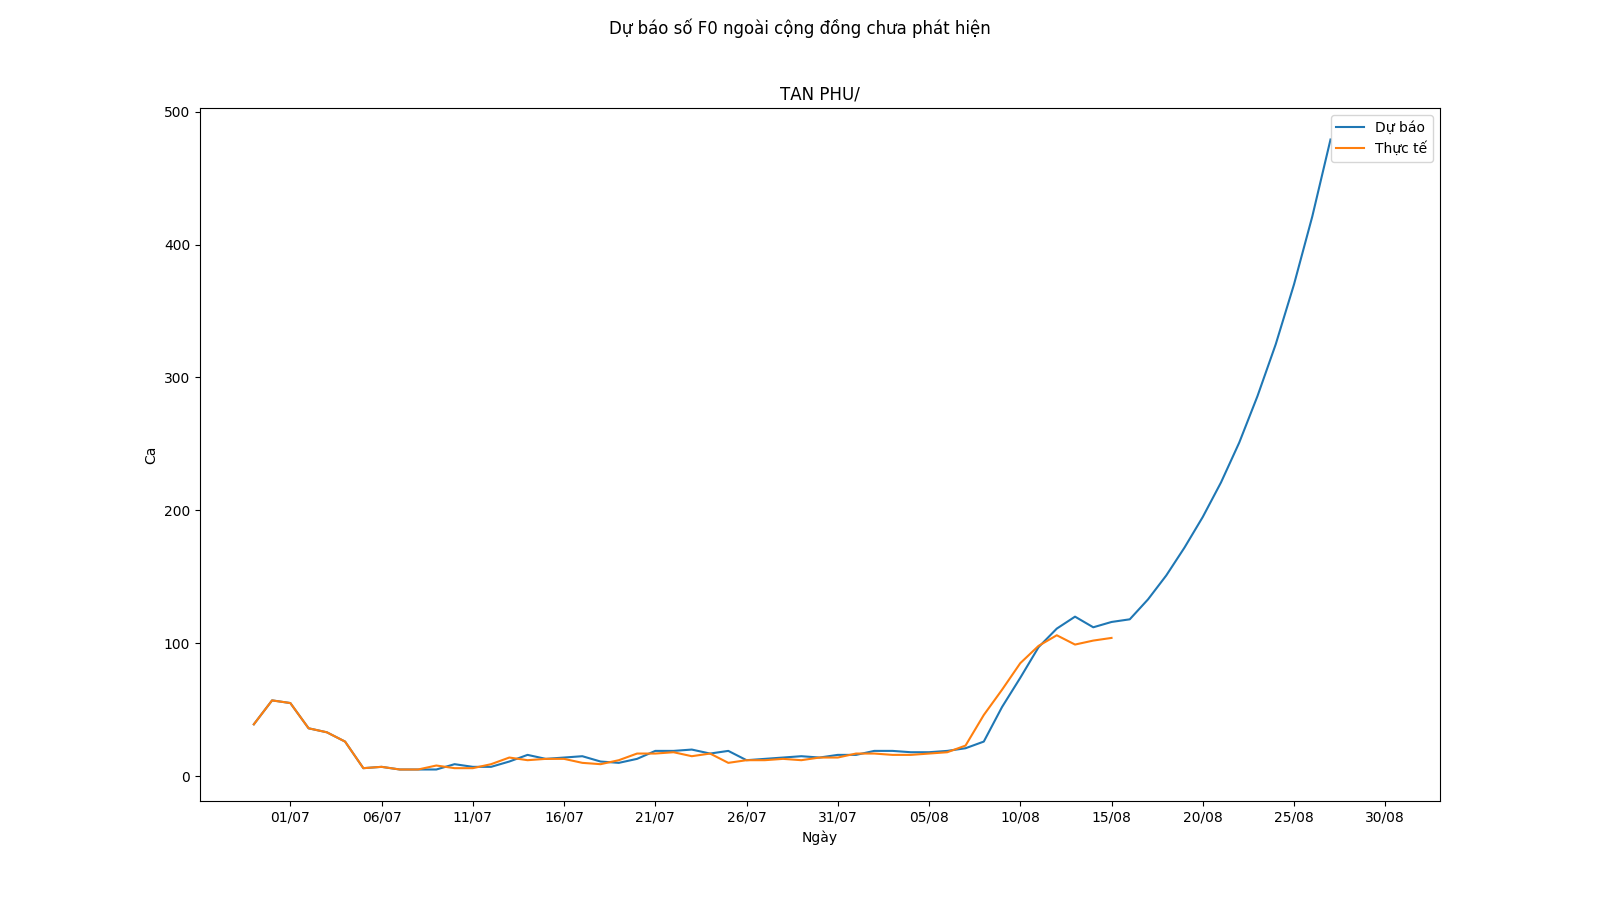 Dự báo số F0 ngoài cộng đồng chưa phát hiện
TAN PHU/
500
400
300
200
100
0
Ca
Dự báo
Thực tế
01/07 06/07 11/07 16/07 21/07 26/07 31/07 05/08 10/08 15/08 20/08 25/08 30/08
Ngày